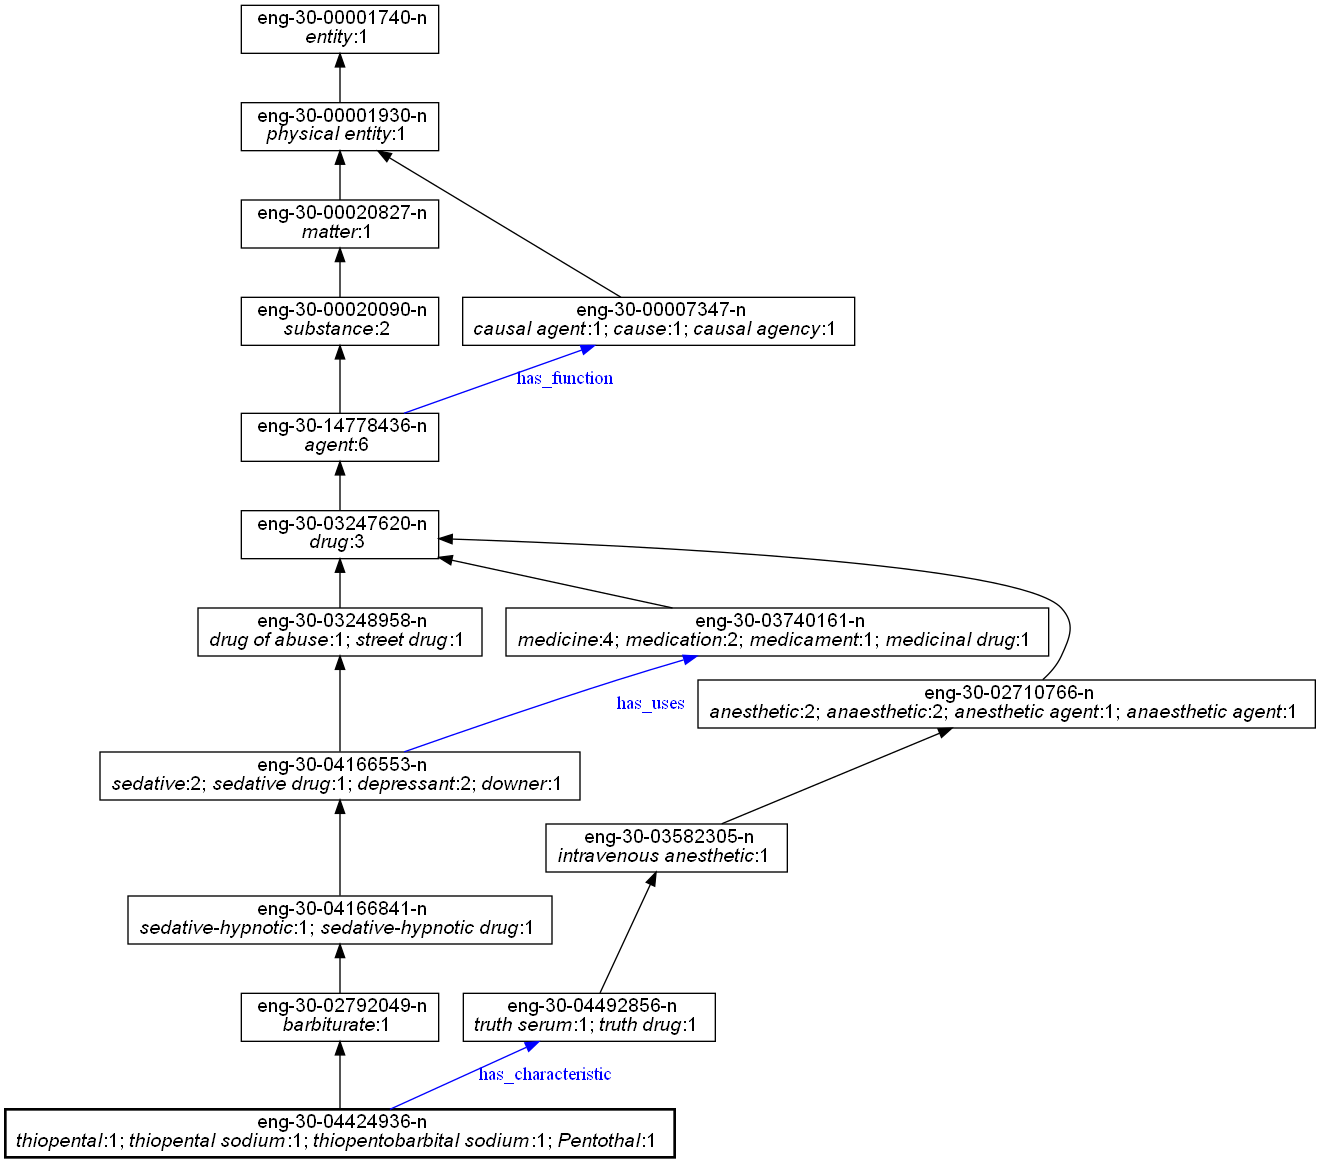 eng-30-00001740-n
entity:1
eng-30-00001930-n
physical entity:1
eng-30-00020827-n
matter:1
eng-30-00020090-n
substance:2
eng-30-00007347-n
causal agent:1; cause:1; causal agency:1
has_function
eng-30-14778436-n
agent:6
eng-30-03247620-n
drug:3
eng-30-03248958-n
drug of abuse:1; street drug:1
eng-30-03740161-n
medicine:4; medication:2; medicament:1; medicinal drug:1
eng-30-02710766-n
anesthetic:2; anaesthetic:2; anesthetic agent:1; anaesthetic agent:1
has_uses
eng-30-04166553-n
sedative:2; sedative drug:1; depressant:2; downer:1
eng-30-03582305-n
intravenous anesthetic:1
eng-30-04166841-n
sedative-hypnotic:1; sedative-hypnotic drug:1
eng-30-02792049-n
barbiturate:1
eng-30-04492856-n
truth serum:1; truth drug:1
has_characteristic
eng-30-04424936-n
thiopental:1; thiopental sodium:1; thiopentobarbital sodium:1; Pentothal:1